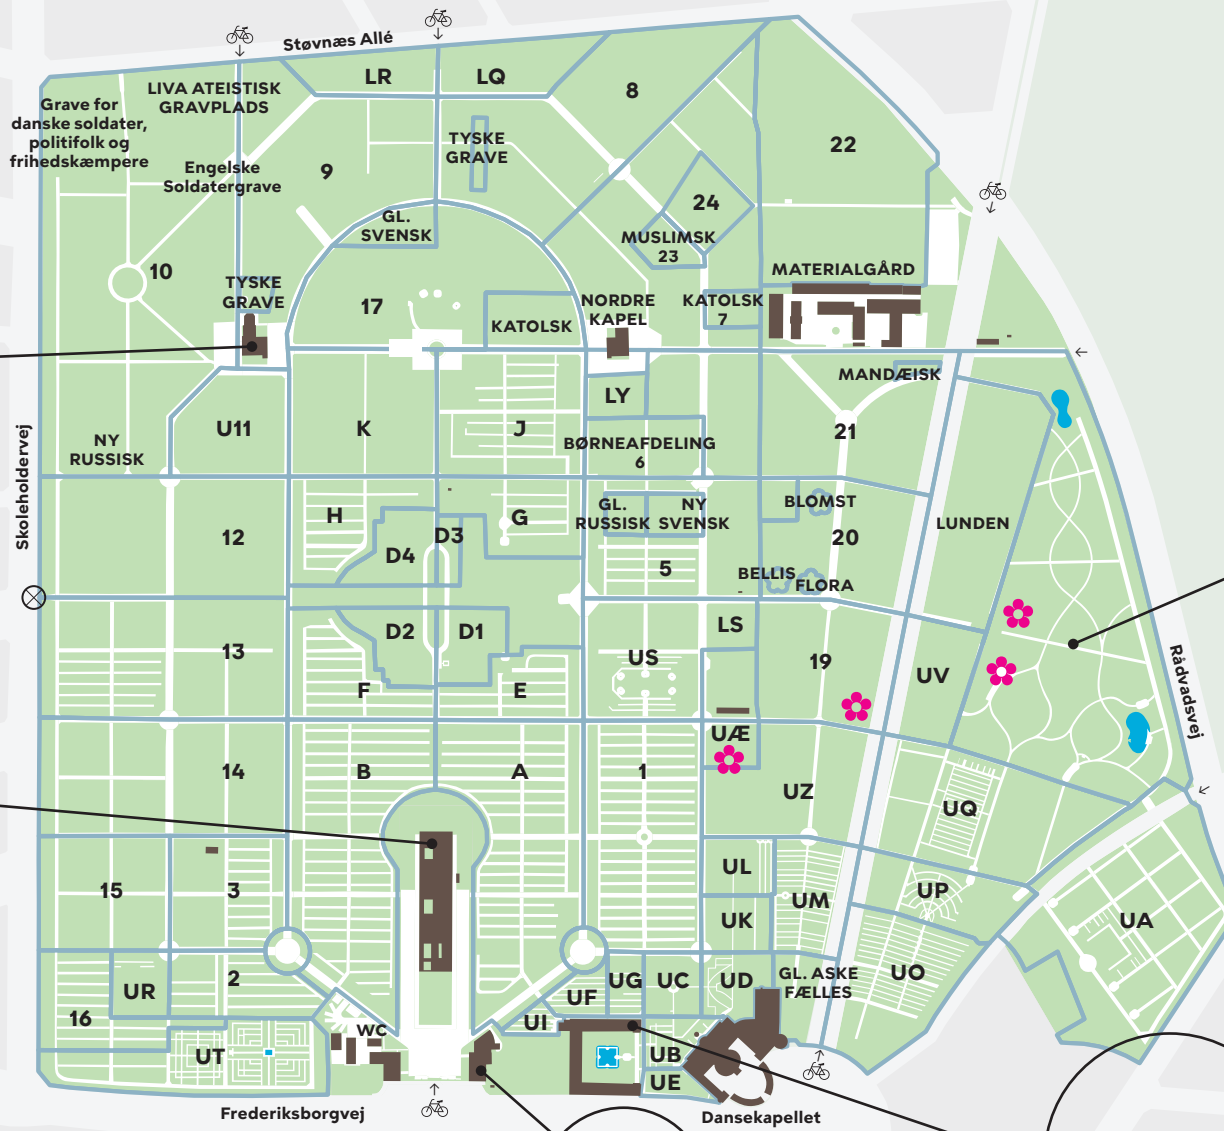 Støvnæs Allé
LR
LQ
8
LIVA ATEISTISK
GRAVPLADS
Grave for
danske soldater,
politifolk og
frihedskæmpere
Engelske
Soldatergrave
9
TYSKE
GRAVE
22
24
GL.
SVENSK
MUSLIMSK
23
10
TYSKE
GRAVE
17
KATOLSK
NORDRE
KAPEL
KATOLSK
7
MATERIALGÅRD
MANDÆISK
LY
U11
K
J
BØRNEAFDELING
6
21
NY
RUSSISK
Skoleholdervej
H
G
D3
D4
GL.
RUSSISK
NY
SVENSK
BLOMST
20
LUNDEN
12
5
BELLIS
FLORA
D2
D1
LS
13
US
19
UV
Rådvadsvej
F
E
UÆ
14
B
A
1
UZ
UQ
15
3
UL
UM
UP
UK
UA
2
UR
UG
UC
UD
GL. ASKE
FÆLLES
UO
16
UF
UI
WC
UT
UB
UE
Frederiksborgvej
Dansekapellet